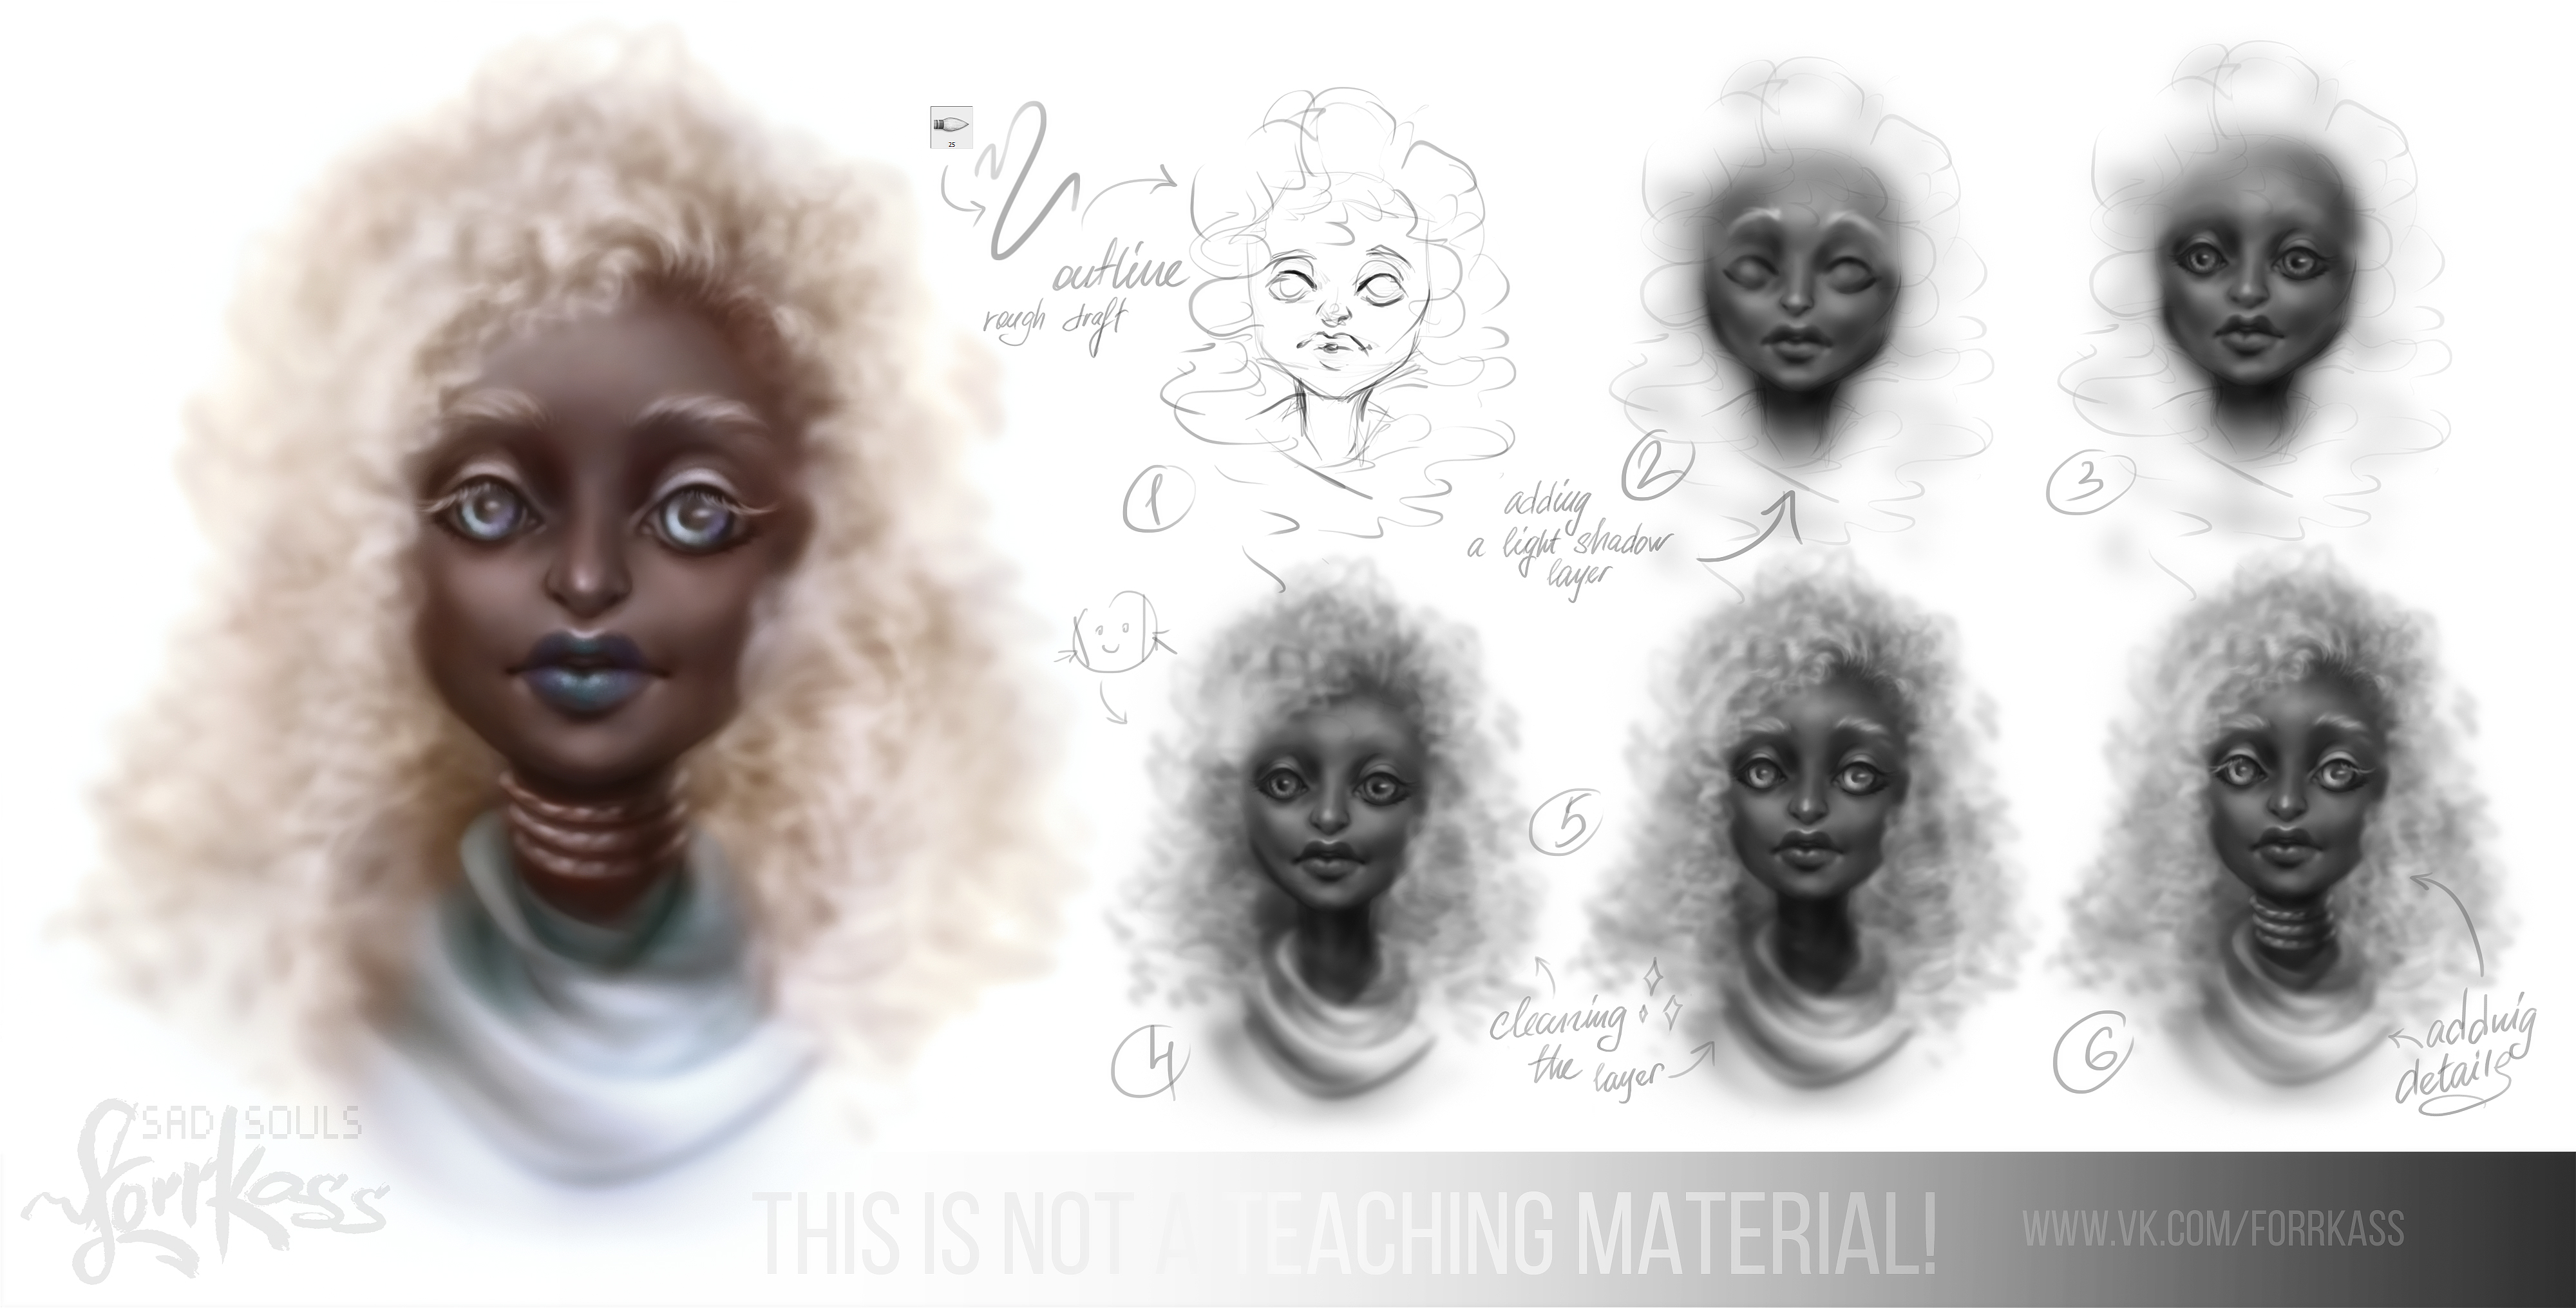 25
outline
rough draft
1
2
adding
a light shadow
layer
3
4
5
cleaning
the layer
6
adding
details
SAD SOULS
forrKass
THIS IS NOT A TEACHING MATERIAL!
WWW.VK.COM/FORRKASS